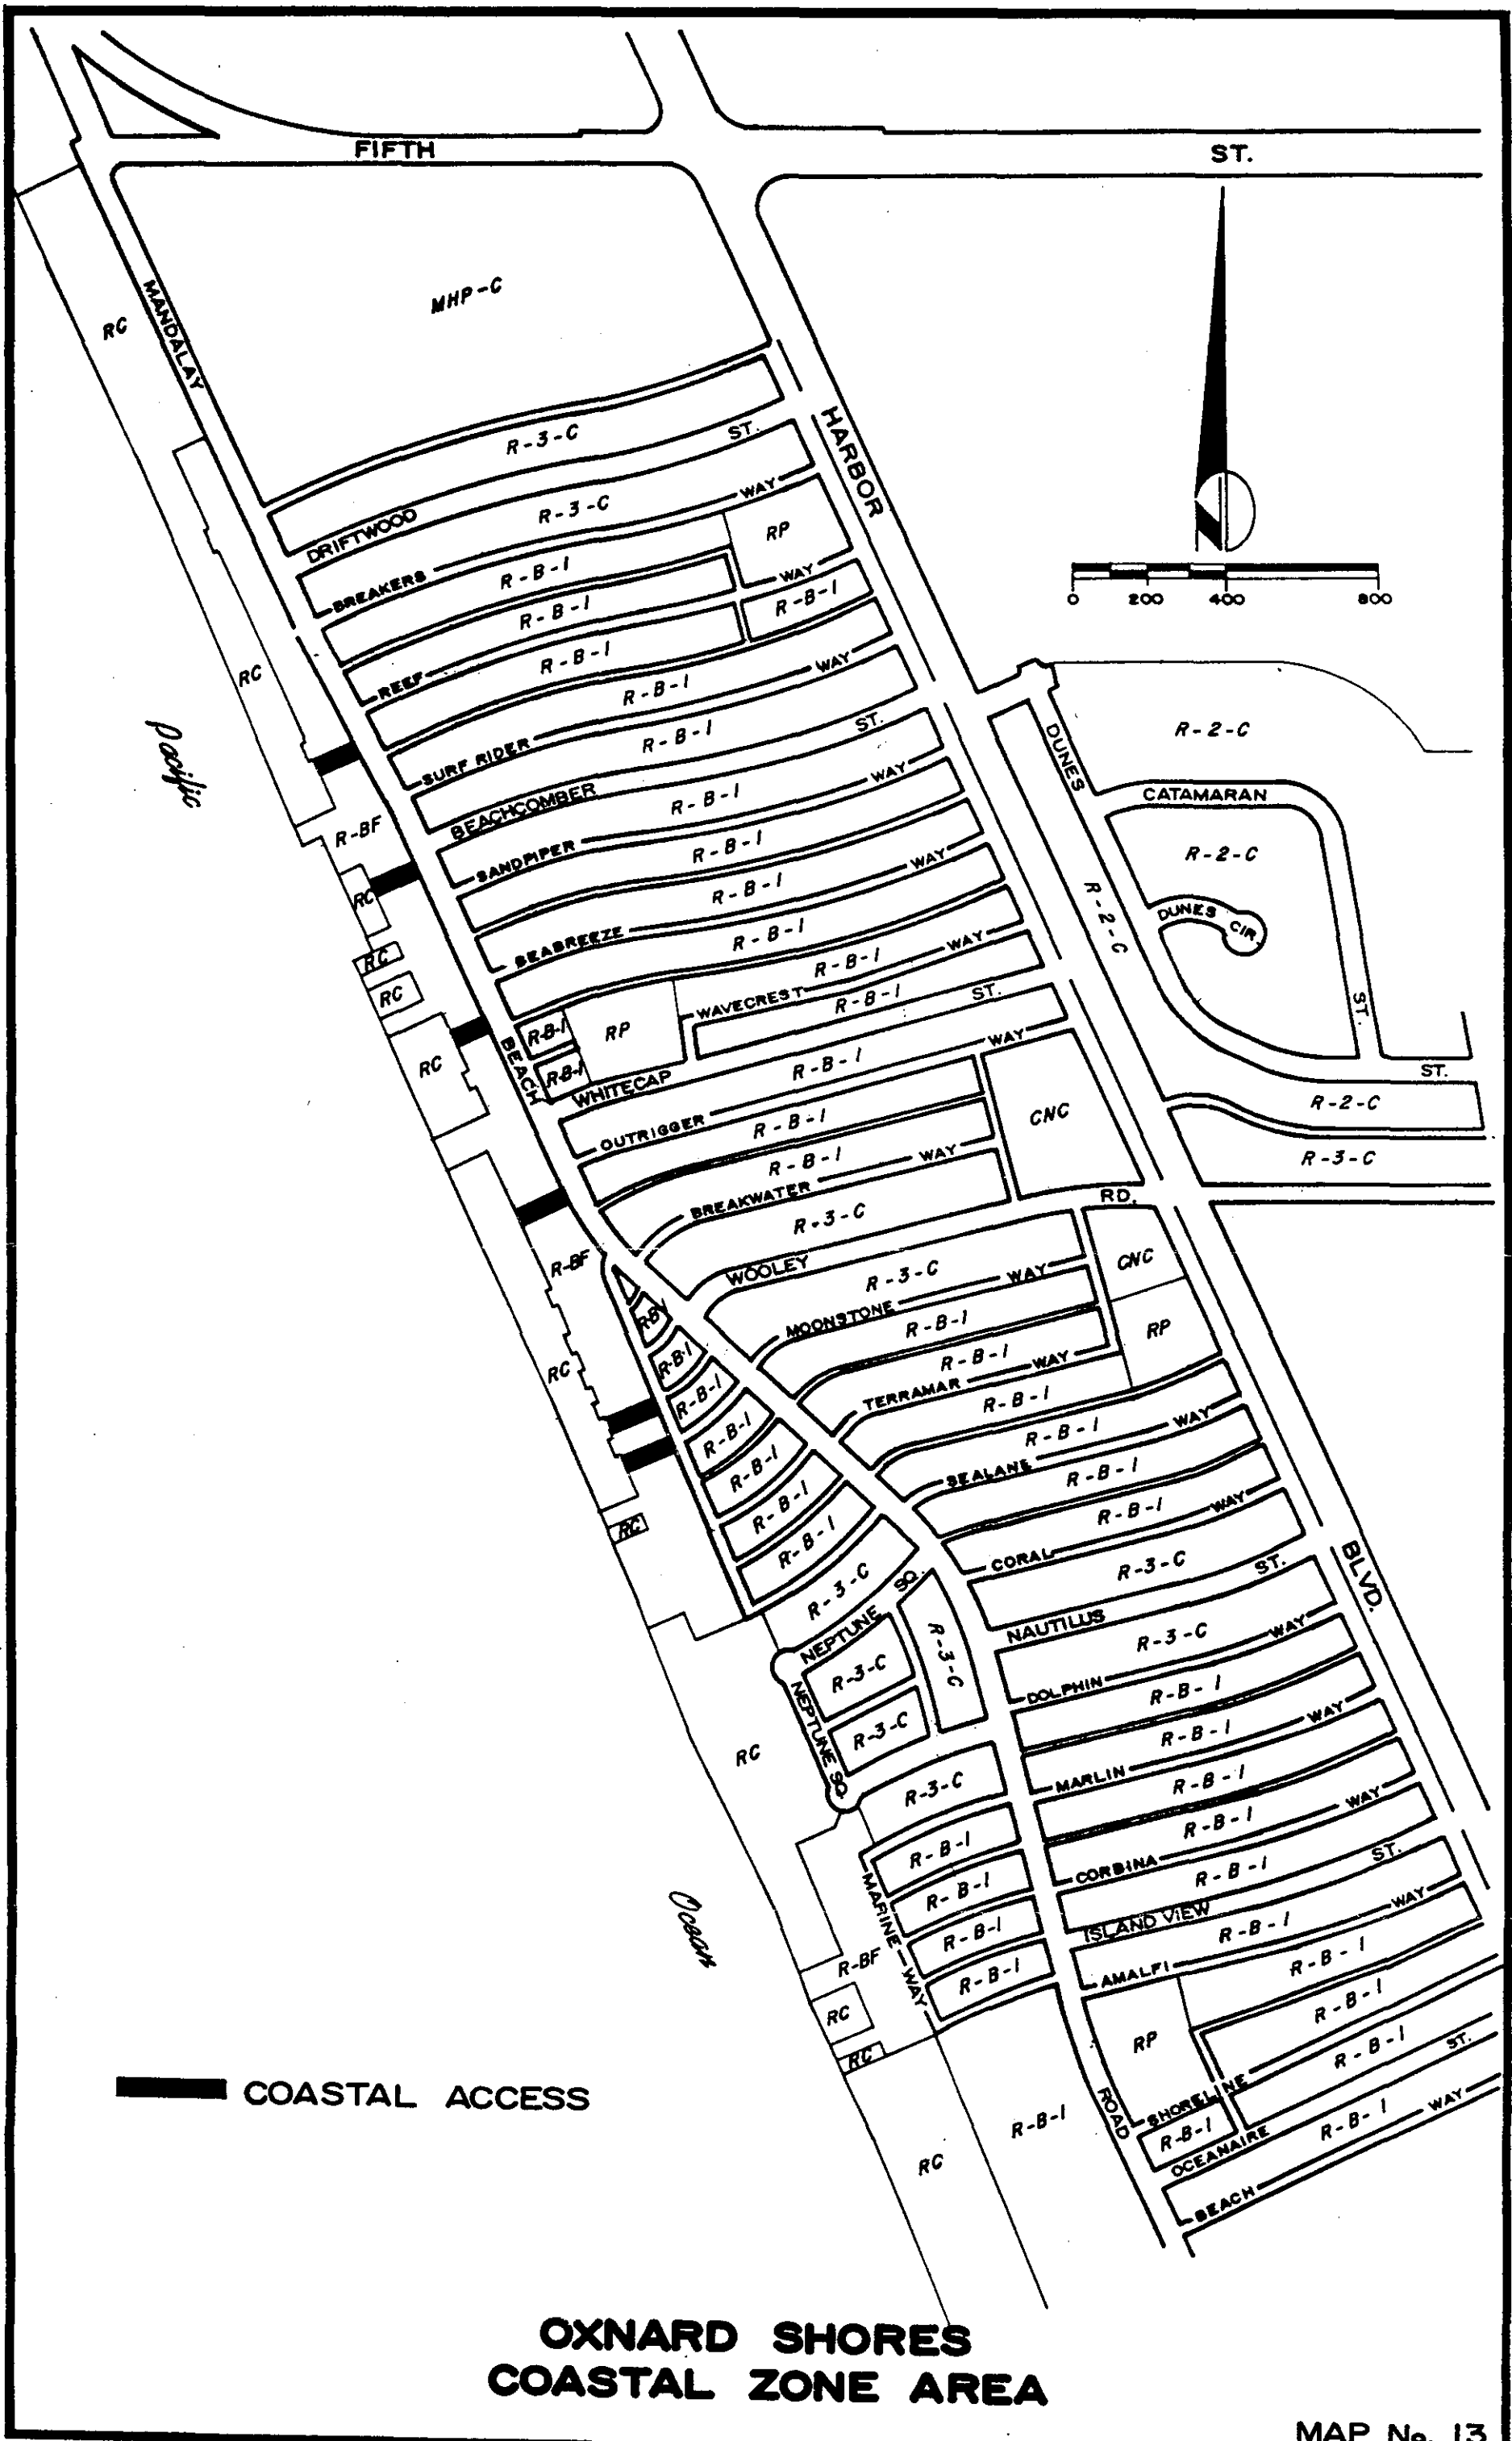 FIFTH ST.
MHP-C
RC
MANDALAY
R-3-C
ST.
HARBOR
DRIFTWOOD
R-3-C
WAY
BREAKERS
RP
R-B-1
WAY
R-B-1
R-B-1
REEF
R-B-1
0 200 400 800
RC
R-B-1
WAY
SURF RIDER
R-B-1
ST.
Pacific
DUNES
R-2-C
BEACHCOMBER
R-B-1
WAY
CATAMARAN
R-BF
SANDPIPER
R-B-1
R-2-C
RC
R-B-1
WAY
R-2-C
DUNES CIR.
SEABREEZE
R-B-1
RC
R-B-1
WAY
RC
WAVECREST
R-B-1
ST.
ST.
R-B-1
RP
BEACH
RC
R-B-1
WHITECAP
R-B-1
WAY
ST.
OUTRIGGER
R-B-1
CNC
R-2-C
R-B-1
WAY
R-3-C
BREAKWATER
R-3-C
RD.
R-BF
WOOLEY
R-3-C
WAY
CNC
R-B-1
MOONSTONE
R-B-1
RP
RC
R-B-1
R-B-1
WAY
R-B-1
TERRAMAR
R-B-1
R-B-1
R-B-1
WAY
R-B-1
SEALANE
R-B-1
R-B-1
R-B-1
WAY
RC
R-B-1
CORAL
R-3-C
ST.
BLVD.
R-3-C
NEPTUNE SQ.
R-3-C
NAUTILUS
R-3-C
WAY
R-3-C
NEPTUNE SQ.
DOLPHIN
R-B-1
R-3-C
R-B-1
WAY
RC
MARLIN
R-B-1
R-3-C
R-B-1
WAY
R-B-1
CORBINA
R-B-1
ST.
R-B-1
MARINE WAY
ISLAND VIEW
R-B-1
WAY
Ocean
R-B-1
R-BF
R-B-1
AMALFI
R-B-1
RC
R-B-1
RP
RC
R-B-1
ST.
COASTAL ACCESS
R-B-1
ROAD
SHORELINE
R-B-1
R-B-1
WAY
RC
OCEANAIRE
BEACH
OXNARD SHORES
COASTAL ZONE AREA
MAP No. 13